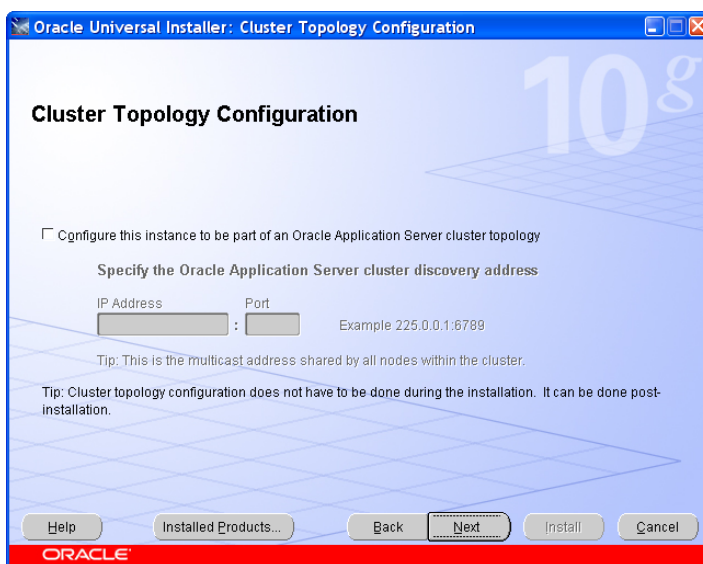 Oracle Universal Installer: Cluster Topology Configuration
10g
Cluster Topology Configuration
Configure this instance to be part of an Oracle Application Server cluster topology
Specify the Oracle Application Server cluster discovery address
IP Address Port
: Example 225.0.0.1:6789
Tip: This is the multicast address shared by all nodes within the cluster.
Tip: Cluster topology configuration does not have to be done during the installation. It can be done post-
installation.
Help Installed Products... Back Next Install Cancel
ORACLE